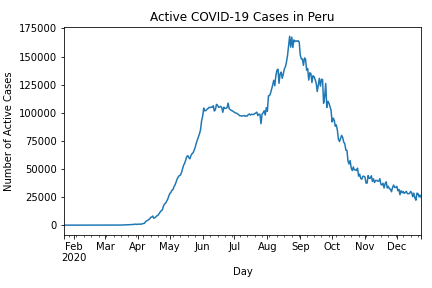 Active COVID-19 Cases in Peru
175000
150000
125000
100000
75000
50000
25000
0
Number of Active Cases
Feb Mar Apr May Jun Jul Aug Sep Oct Nov Dec
2020
Day